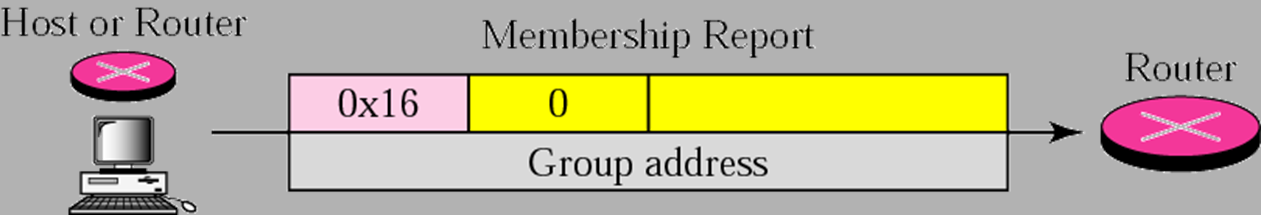 Host or Router
Membership Report
Router
0x16
0
Group address